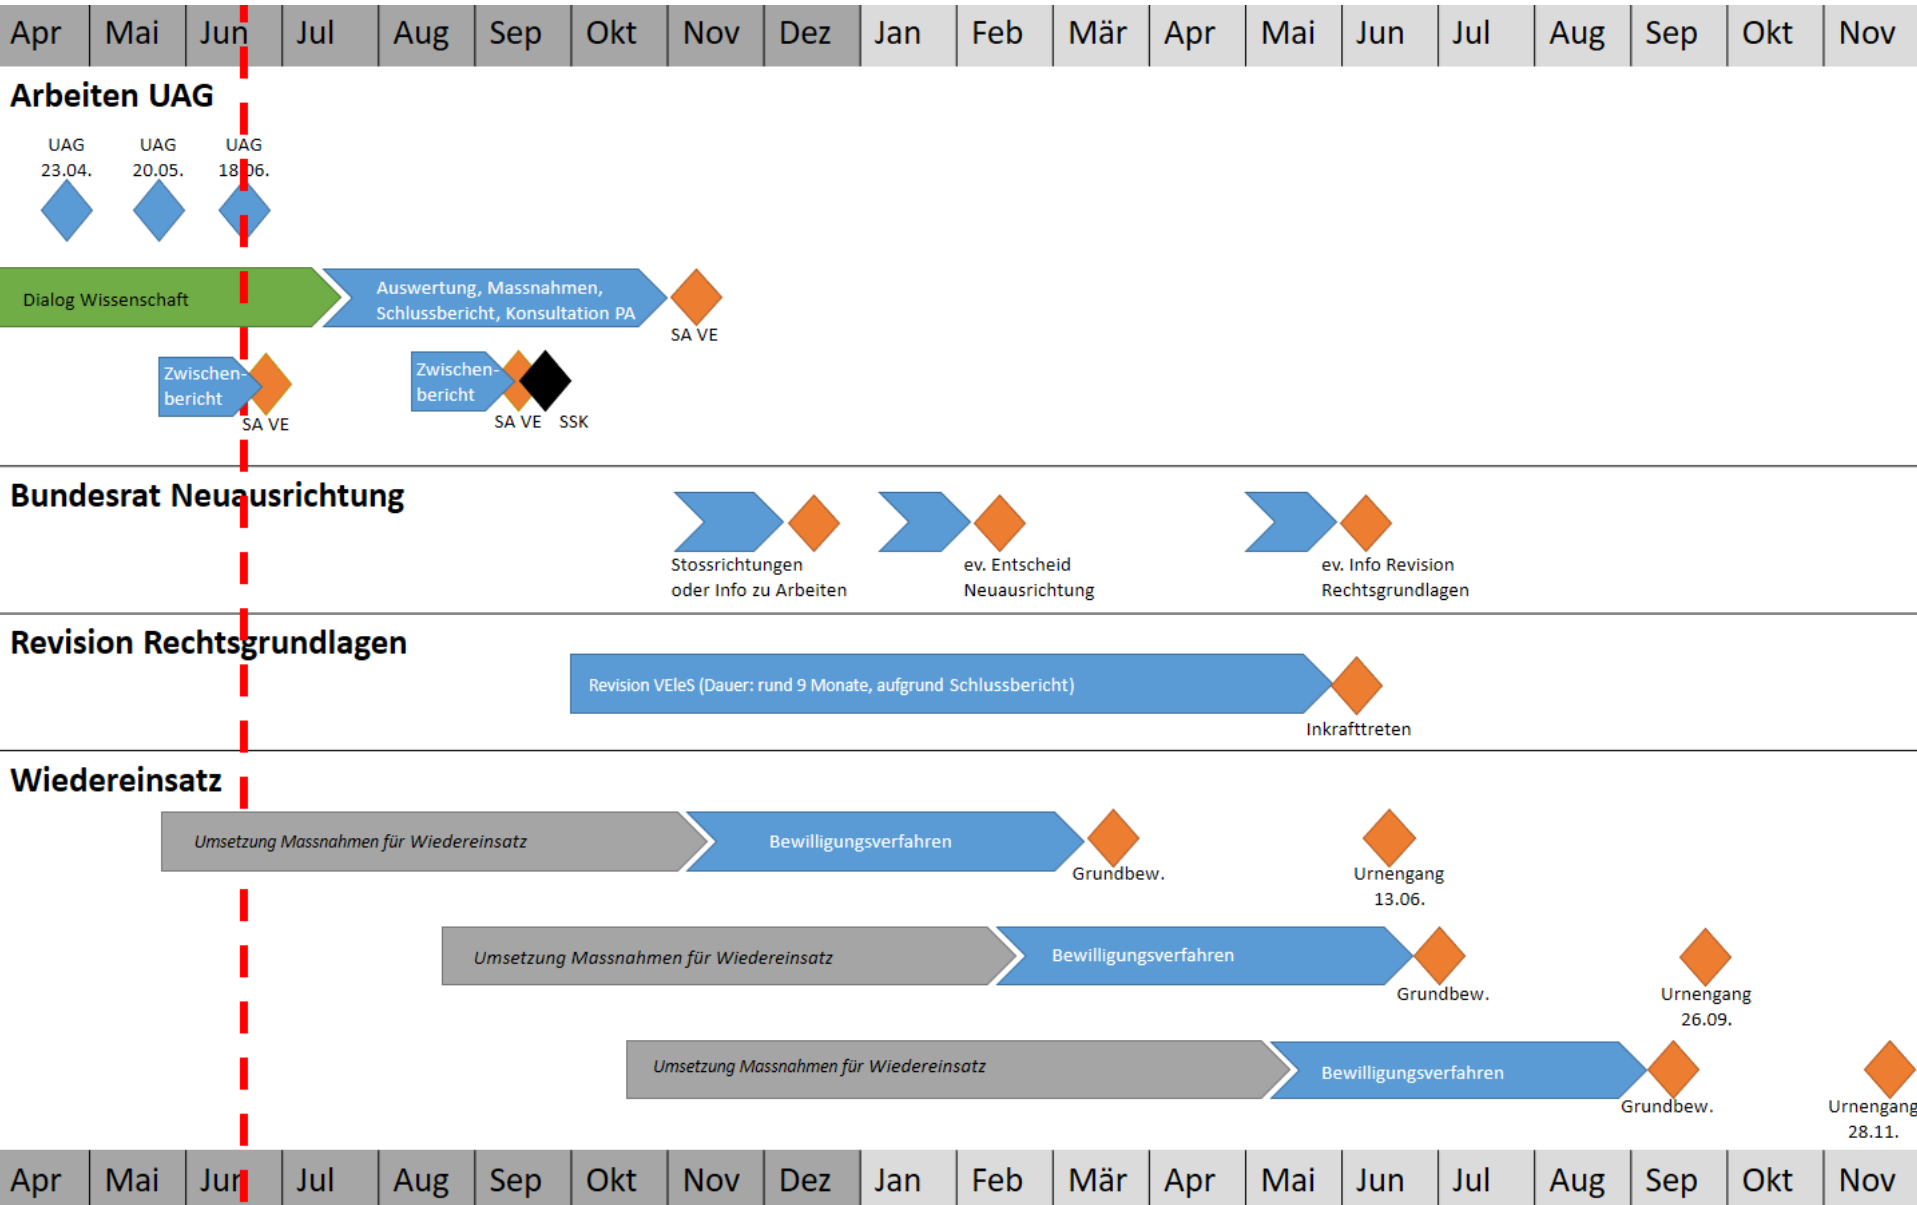 Apr Mai Jun Jul Aug Sep Okt Nov Dez Jan Feb Mär Apr Mai Jun Jul Aug Sep Okt Nov
Arbeiten UAG
UAG UAG UAG
23.04. 20.05. 18.06.
Dialog Wissenschaft
Auswertung, Massnahmen,
Schlussbericht, Konsultation PA
SA VE
Zwischen-
bericht
SA VE
Zwischen-
bericht
SA VE SSK
Bundesrat Neuausrichtung
Stossrichtungen
oder Info zu Arbeiten
ev. Entscheid
Neuausrichtung
ev. Info Revision
Rechtsgrundlagen
Revision Rechtsgrundlagen
Revision VEleS (Dauer: rund 9 Monate, aufgrund Schlussbericht)
Inkrafttreten
Wiedereinsatz
Umsetzung Massnahmen für Wiedereinsatz
Bewilligungsverfahren
Grundbew.
Urnengang
13.06.
Umsetzung Massnahmen für Wiedereinsatz
Bewilligungsverfahren
Grundbew.
Urnengang
26.09.
Umsetzung Massnahmen für Wiedereinsatz
Bewilligungsverfahren
Grundbew.
Urnengang
28.11.
Apr Mai Jun Jul Aug Sep Okt Nov Dez Jan Feb Mär Apr Mai Jun Jul Aug Sep Okt Nov